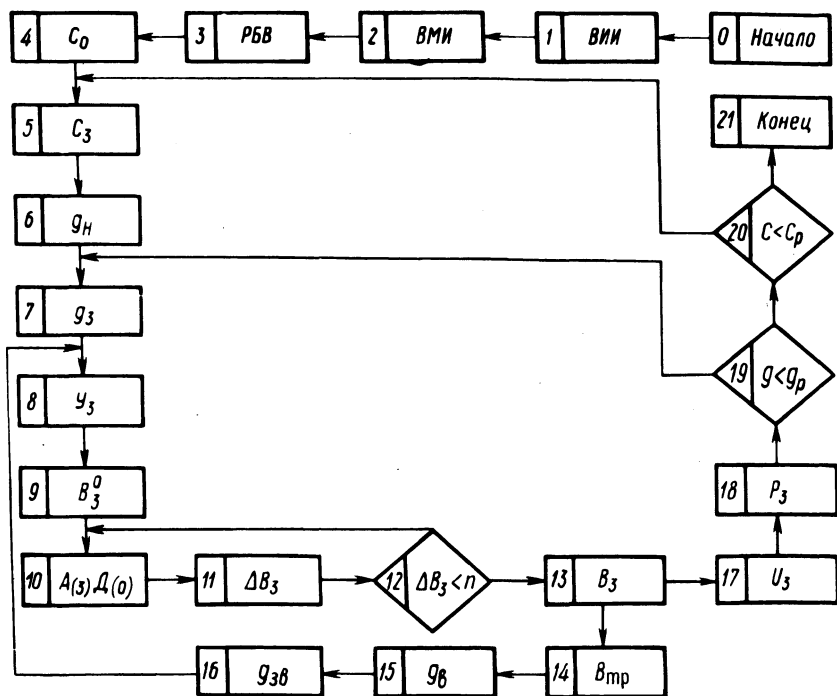 4 C₀
3 РБВ
2 ВМИ
1 ВИИ
0 Начало
5 C₃
21 Конец
6 gн
20 C<Cр
7 g₃
19 g<gр
8 У₃
9 B₃⁰
18 P₃
10 A₍₃₎Д₍₀₎
11 ΔB₃
12 ΔB₃<n
13 B₃
17 U₃
16 g₃в
15 gв
14 Bтр